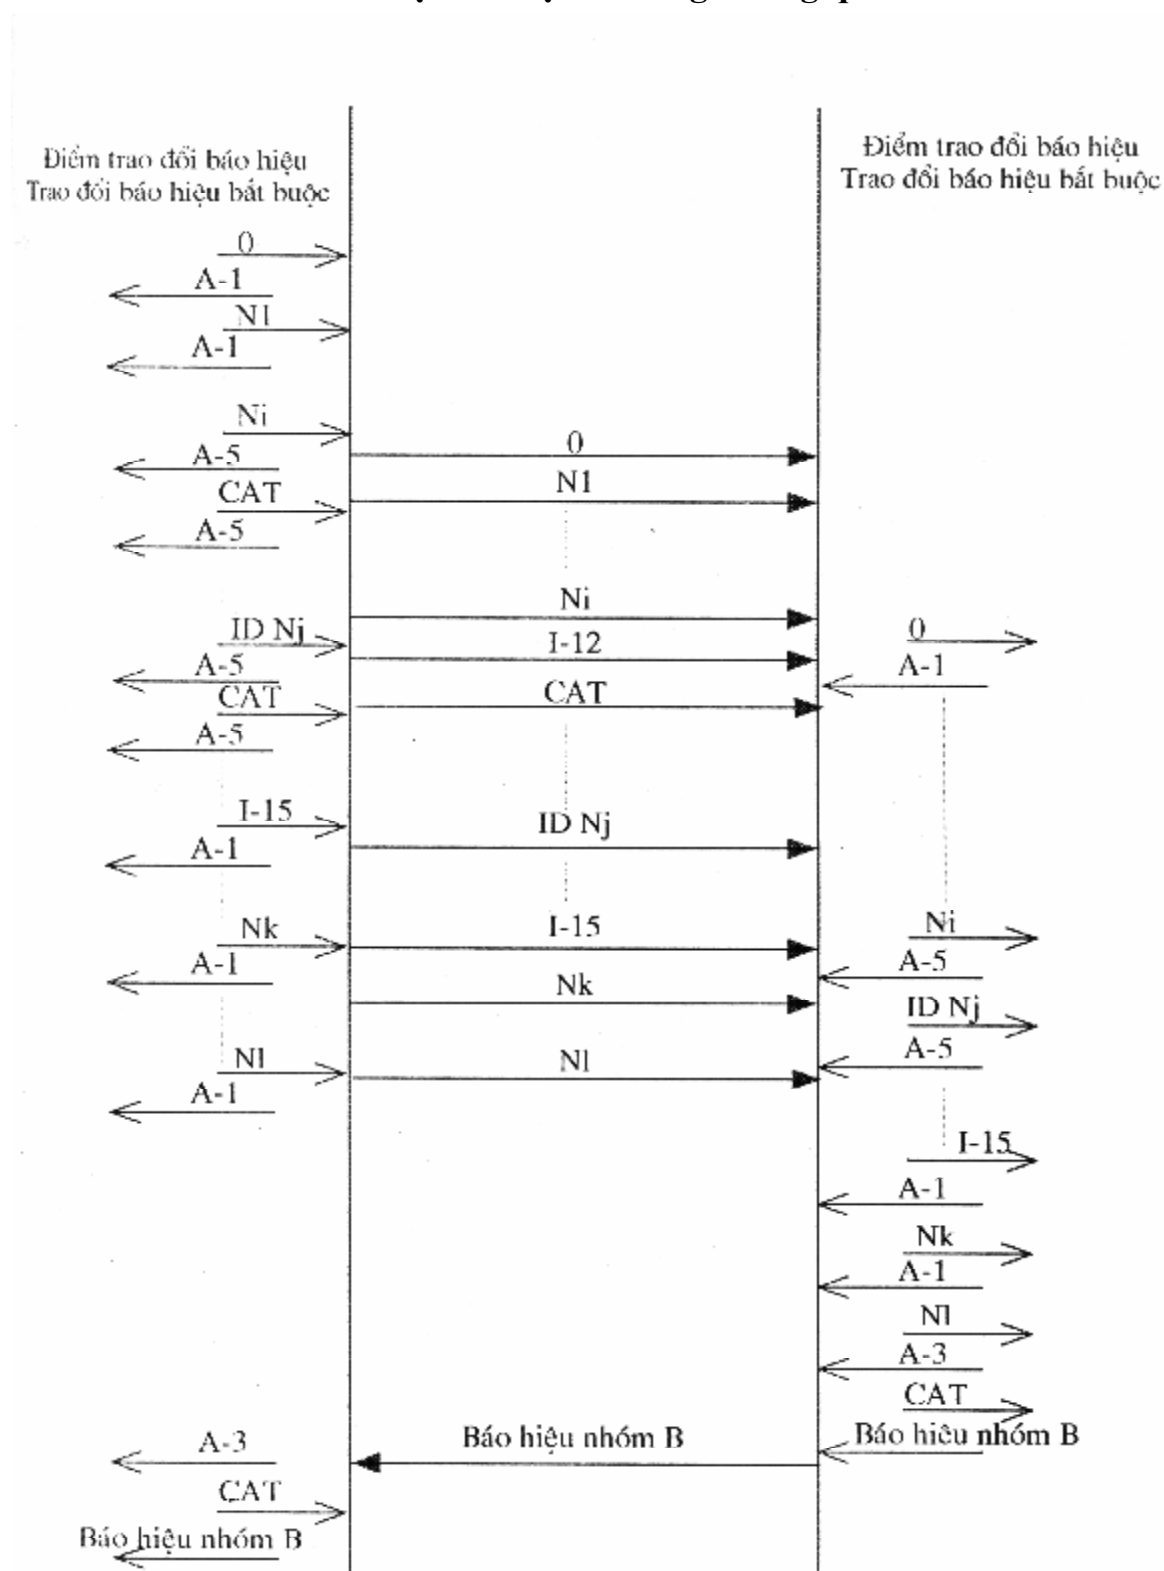 Điểm trao đổi báo hiệu
Trao đổi báo hiệu bắt buộc
Điểm trao đổi báo hiệu
Trao đổi báo hiệu bắt buộc
0
A-1
N1
A-1
Ni
0
A-5
CAT
N1
A-5
Ni
ID Nj
I-12
0
A-5
A-1
CAT
CAT
A-5
I-15
ID Nj
A-1
Nk
I-15
Ni
A-1
A-5
Nk
ID Nj
Nl
Nl
A-5
A-1
I-15
A-1
Nk
A-1
Nl
A-3
CAT
A-3
Báo hiệu nhóm B
Báo hiêu nhóm B
CAT
Báo hiệu nhóm B